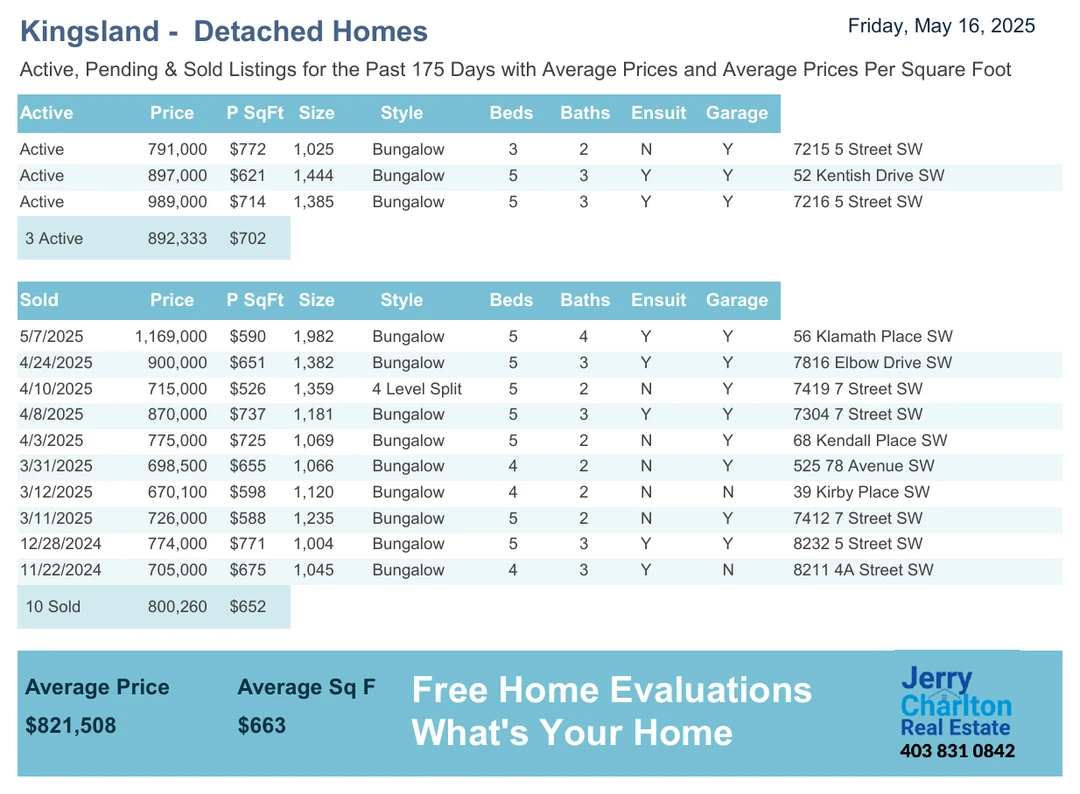 Kingsland - Detached Homes
Friday, May 16, 2025
Active, Pending & Sold Listings for the Past 175 Days with Average Prices and Average Prices Per Square Foot
Active Price P SqFt Size Style Beds Baths Ensuit Garage
Active 791,000 $772 1,025 Bungalow 3 2 N Y 7215 5 Street SW
Active 897,000 $621 1,444 Bungalow 5 3 Y Y 52 Kentish Drive SW
Active 989,000 $714 1,385 Bungalow 5 3 Y Y 7216 5 Street SW
3 Active 892,333 $702
Sold Price P SqFt Size Style Beds Baths Ensuit Garage
5/7/2025 1,169,000 $590 1,982 Bungalow 5 4 Y Y 56 Klamath Place SW
4/24/2025 900,000 $651 1,382 Bungalow 5 3 Y Y 7816 Elbow Drive SW
4/10/2025 715,000 $526 1,359 4 Level Split 5 2 N Y 7419 7 Street SW
4/8/2025 870,000 $737 1,181 Bungalow 5 3 Y Y 7304 7 Street SW
4/3/2025 775,000 $725 1,069 Bungalow 5 2 N Y 68 Kendall Place SW
3/31/2025 698,500 $655 1,066 Bungalow 4 2 N Y 525 78 Avenue SW
3/12/2025 670,100 $598 1,120 Bungalow 4 2 N N 39 Kirby Place SW
3/11/2025 726,000 $588 1,235 Bungalow 5 2 N Y 7412 7 Street SW
12/28/2024 774,000 $771 1,004 Bungalow 5 3 Y Y 8232 5 Street SW
11/22/2024 705,000 $675 1,045 Bungalow 4 3 Y N 8211 4A Street SW
10 Sold 800,260 $652
Average Price Average Sq F
$821,508 $663
Free Home Evaluations
What's Your Home
Jerry
Charlton
Real Estate
403 831 0842